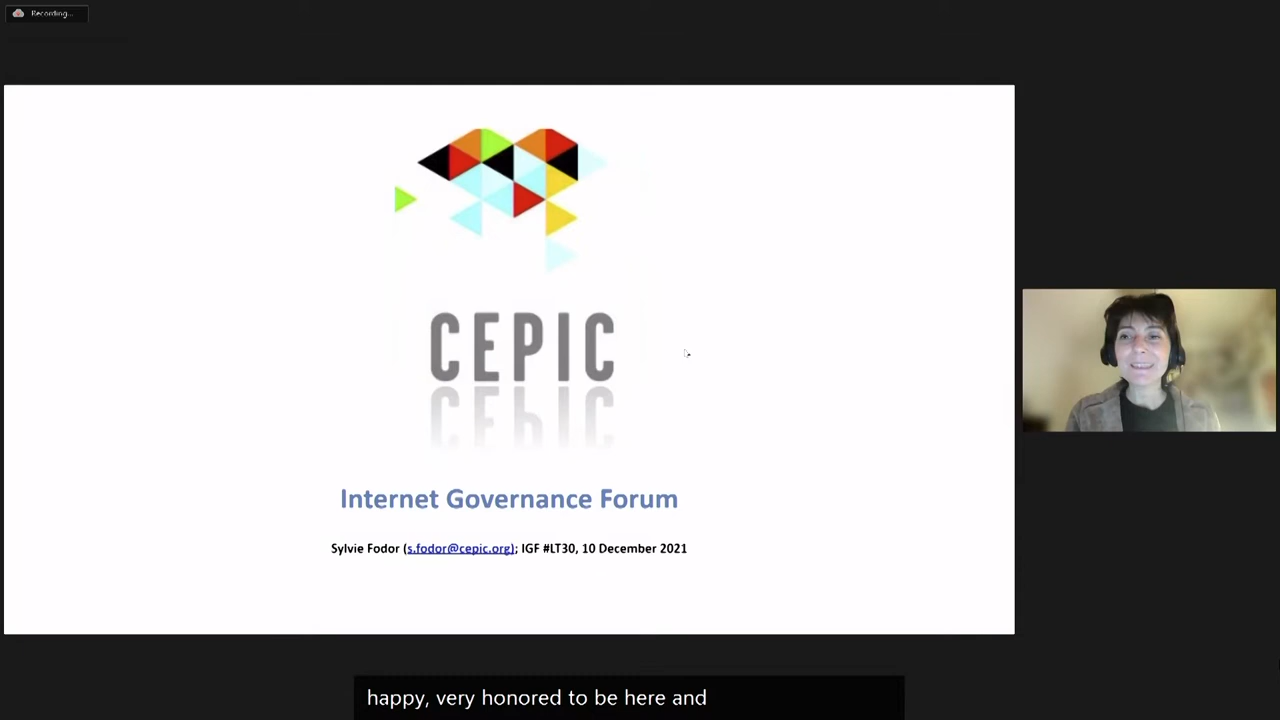 Recording...
CEPIC
Internet Governance Forum
Sylvie Fodor (s.fodor@cepic.org); IGF #LT30, 10 December 2021
happy, very honored to be here and